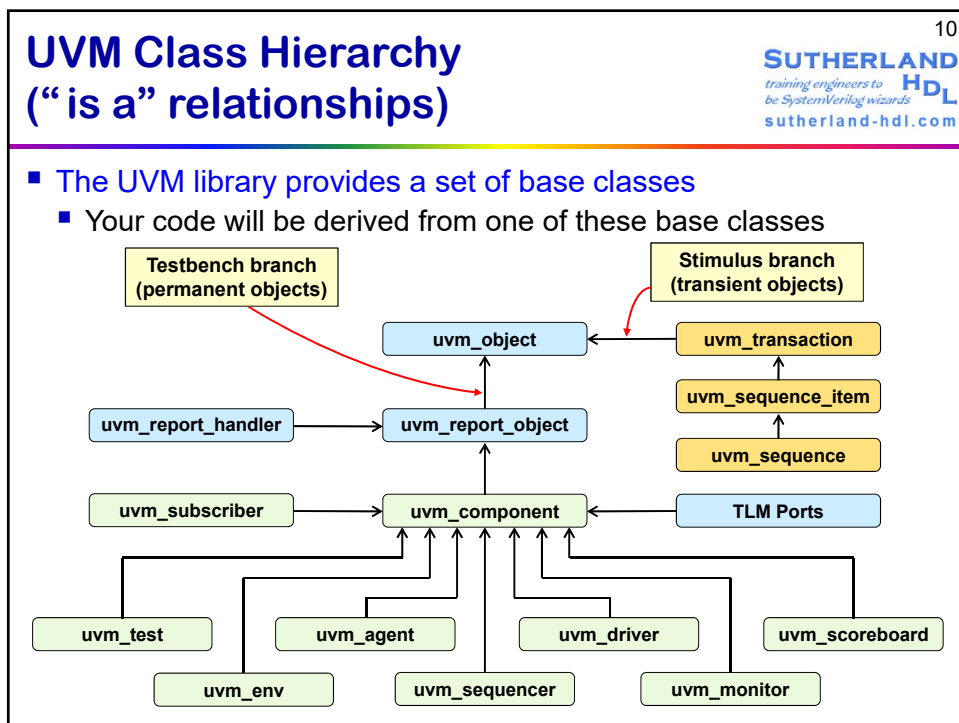 10
UVM Class Hierarchy
(“is a” relationships)
SUTHERLAND
training engineers to
be SystemVerilog wizards
HDL
sutherland-hdl.com
The UVM library provides a set of base classes
Your code will be derived from one of these base classes
Testbench branch
(permanent objects)
Stimulus branch
(transient objects)
uvm_object
uvm_transaction
uvm_sequence_item
uvm_report_handler
uvm_report_object
uvm_sequence
uvm_subscriber
uvm_component
TLM Ports
uvm_test
uvm_agent
uvm_driver
uvm_scoreboard
uvm_env
uvm_sequencer
uvm_monitor